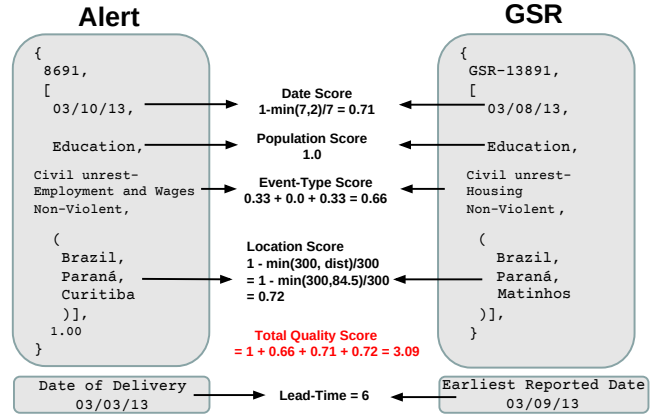 Alert
{
8691,
[
03/10/13,
Education,
Civil unrest-
Employment and Wages
Non-Violent,
(
Brazil,
Paraná,
Curitiba
)],
1.00
}
Date of Delivery
03/03/13
Date Score
1-min(7,2)/7 = 0.71
Population Score
1.0
Event-Type Score
0.33 + 0.0 + 0.33 = 0.66
Location Score
1 - min(300, dist)/300
= 1 - min(300,84.5)/300
= 0.72
Total Quality Score
= 1 + 0.66 + 0.71 + 0.72 = 3.09
Lead-Time = 6
GSR
{
GSR-13891,
[
03/08/13,
Education,
Civil unrest-
Housing
Non-Violent,
(
Brazil,
Paraná,
Matinhos
)],
}
Earliest Reported Date
03/09/13